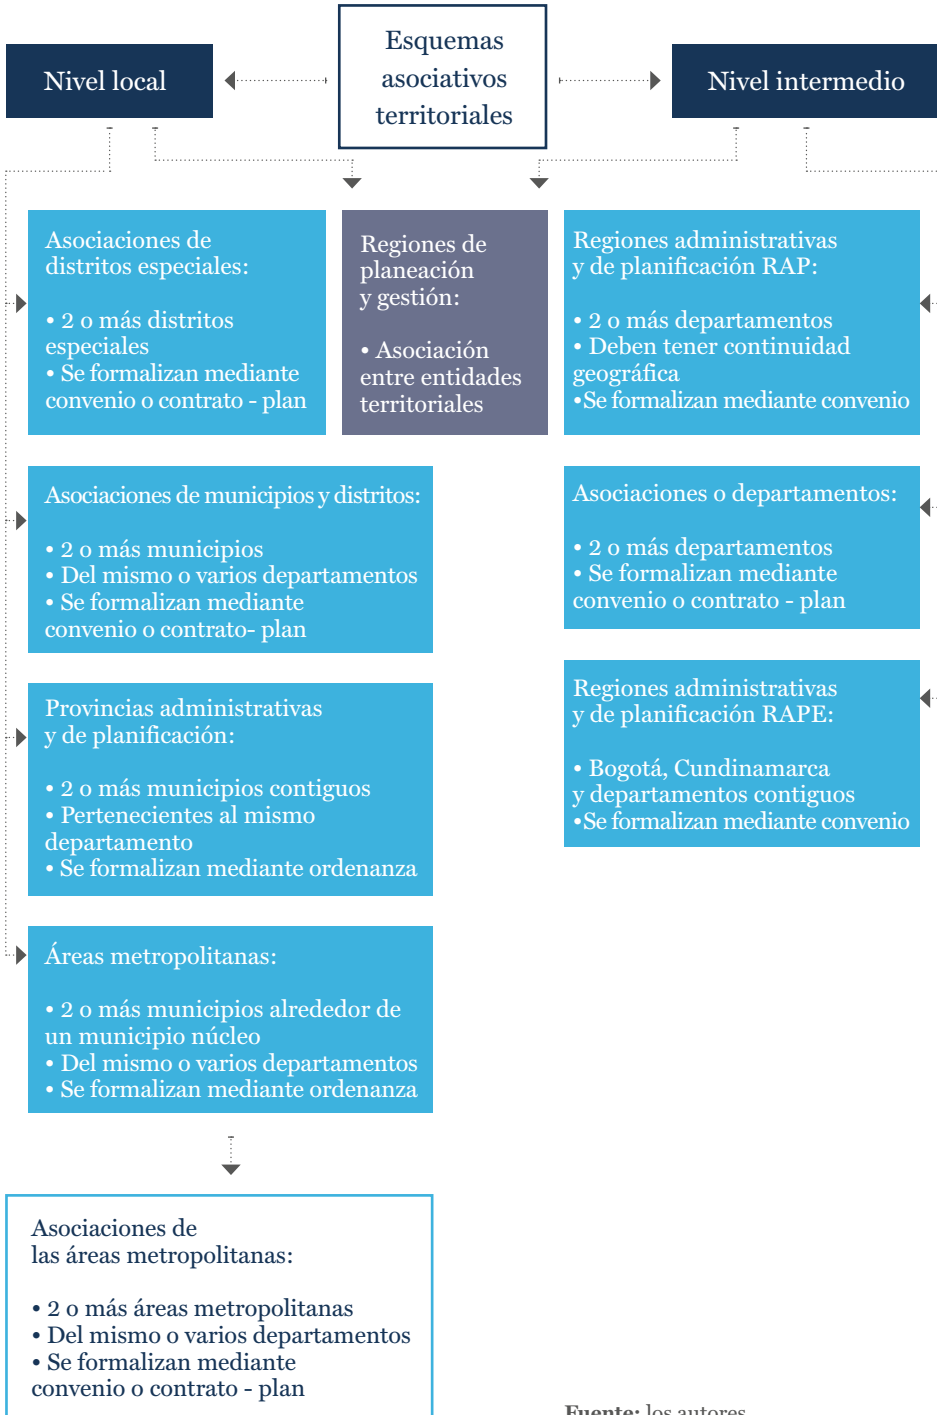 Esquemas
asociativos
territoriales
Nivel local
Nivel intermedio
Asociaciones de
distritos especiales:
• 2 o más distritos
especiales
• Se formalizan mediante
convenio o contrato - plan
Regiones de
planeación
y gestión:
• Asociación
entre entidades
territoriales
Regiones administrativas
y de planificación RAP:
• 2 o más departamentos
• Deben tener continuidad
geográfica
•Se formalizan mediante convenio
Asociaciones de municipios y distritos:
• 2 o más municipios
• Del mismo o varios departamentos
• Se formalizan mediante
convenio o contrato- plan
Asociaciones o departamentos:
• 2 o más departamentos
• Se formalizan mediante
convenio o contrato - plan
Provincias administrativas
y de planificación:
• 2 o más municipios contiguos
• Pertenecientes al mismo
departamento
• Se formalizan mediante ordenanza
Regiones administrativas
y de planificación RAPE:
• Bogotá, Cundinamarca
y departamentos contiguos
•Se formalizan mediante convenio
Áreas metropolitanas:
• 2 o más municipios alrededor de
un municipio núcleo
• Del mismo o varios departamentos
• Se formalizan mediante ordenanza
Asociaciones de
las áreas metropolitanas:
• 2 o más áreas metropolitanas
• Del mismo o varios departamentos
• Se formalizan mediante
convenio o contrato - plan
Fuente: los autores